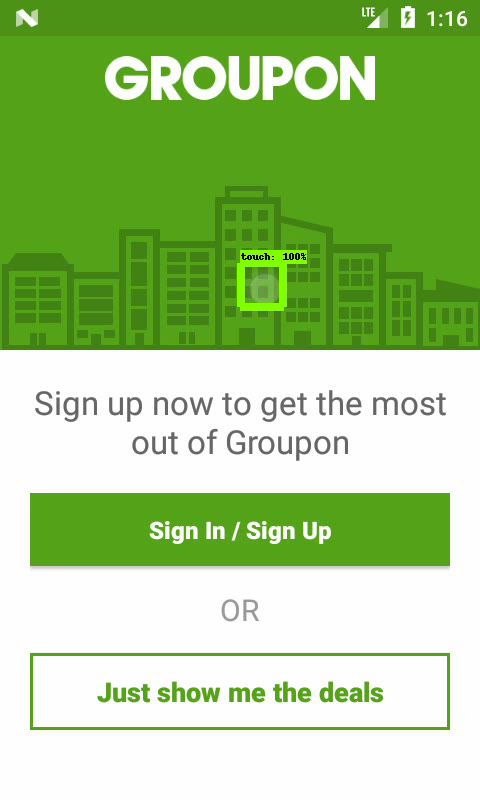 LTE 1:16
GROUPON
touch: 100%
Sign up now to get the most
out of Groupon
Sign In / Sign Up
OR
Just show me the deals